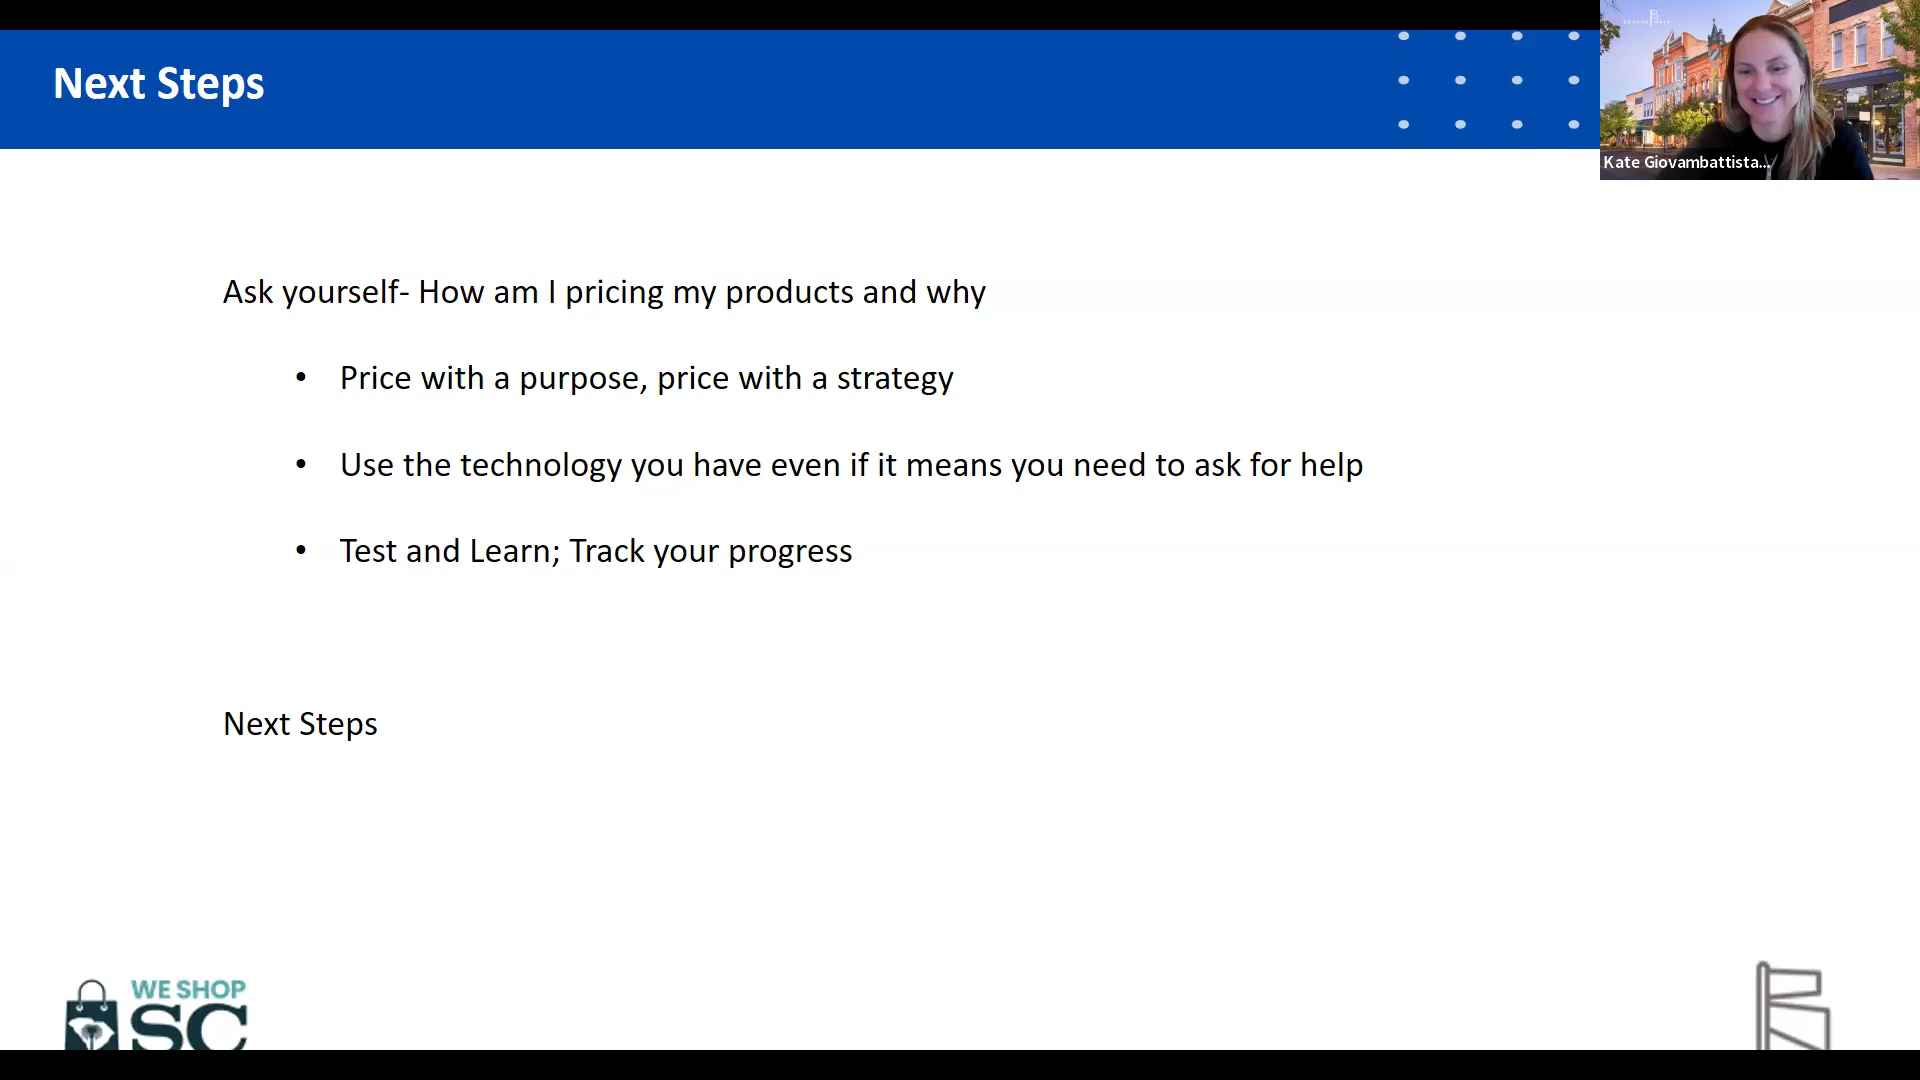 Next Steps
Kate Giovambattista...
Ask yourself- How am I pricing my products and why
• Price with a purpose, price with a strategy
• Use the technology you have even if it means you need to ask for help
• Test and Learn; Track your progress
Next Steps
WE SHOP
SC